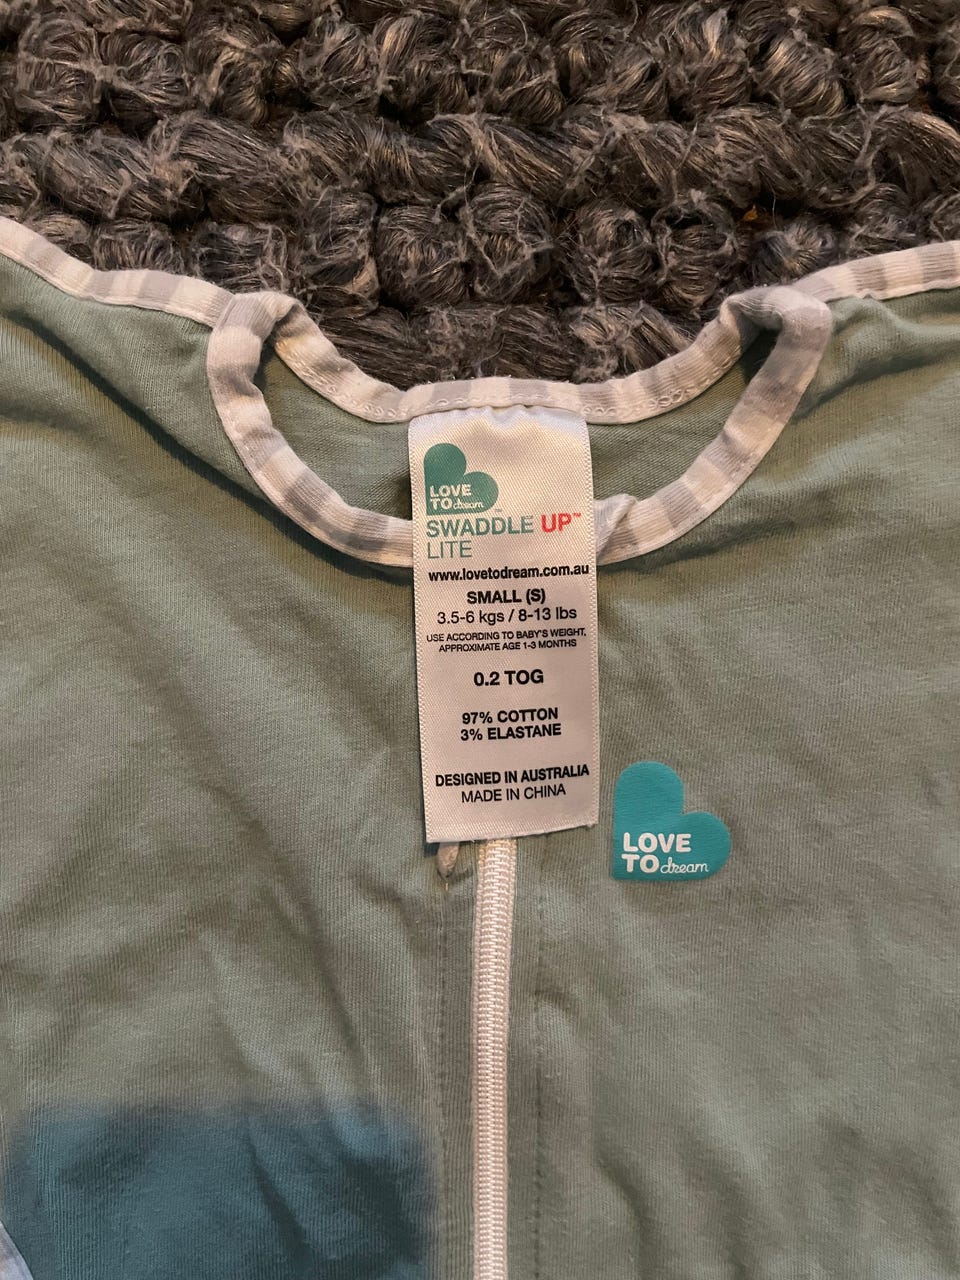 LOVE
TO dream™
SWADDLE UP™
LITE
www.lovetodream.com.au
SMALL (S)
3.5-6 kgs / 8-13 lbs
USE ACCORDING TO BABY'S WEIGHT.
APPROXIMATE AGE 1-3 MONTHS
0.2 TOG
97% COTTON
3% ELASTANE
DESIGNED IN AUSTRALIA
MADE IN CHINA
LOVE
TO dream